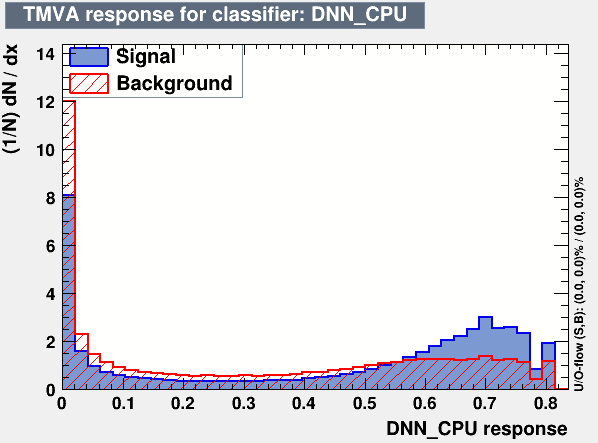 TMVA response for classifier: DNN_CPU
(1/N) dN / dx
Signal
Background
14
12
10
8
6
4
2
0
0 0.1 0.2 0.3 0.4 0.5 0.6 0.7 0.8
DNN_CPU response
U/O-flow (S,B): (0.0, 0.0)% / (0.0, 0.0)%